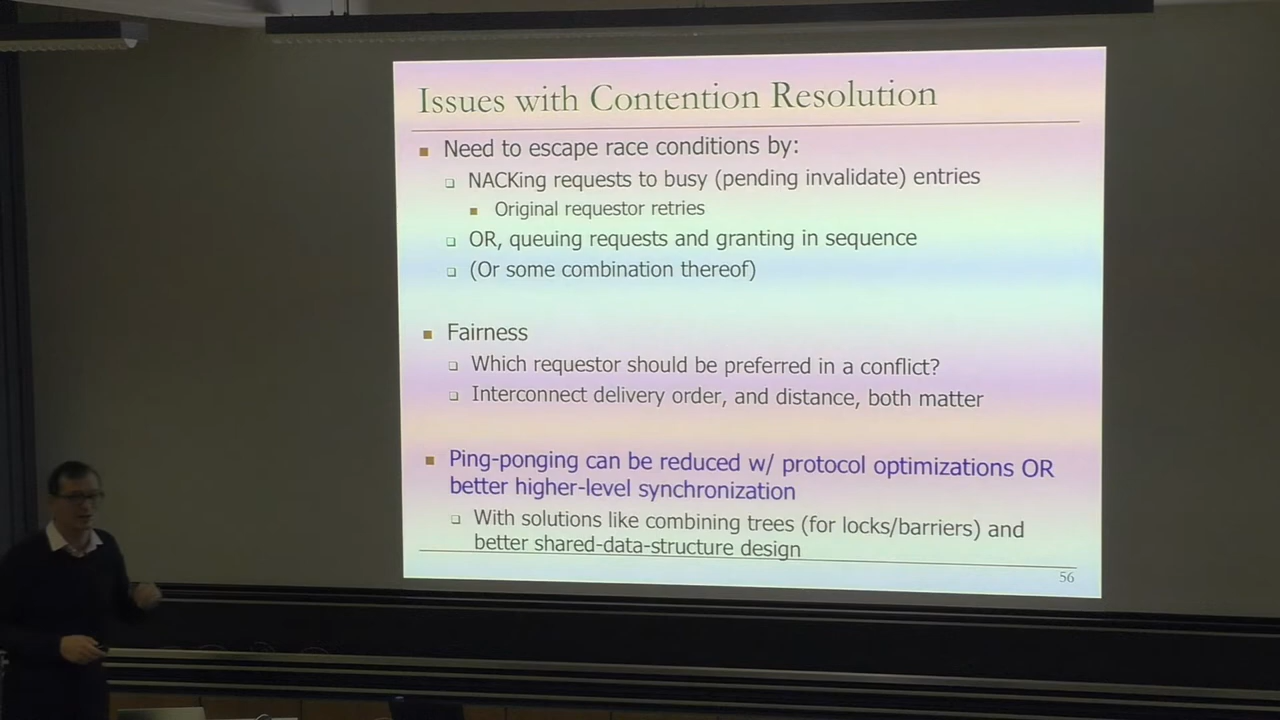 Issues with Contention Resolution
Need to escape race conditions by:
NACKing requests to busy (pending invalidate) entries
Original requestor retries
OR, queuing requests and granting in sequence
(Or some combination thereof)
Fairness
Which requestor should be preferred in a conflict?
Interconnect delivery order, and distance, both matter
Ping-ponging can be reduced w/ protocol optimizations OR
better higher-level synchronization
With solutions like combining trees (for locks/barriers) and
better shared-data-structure design
56